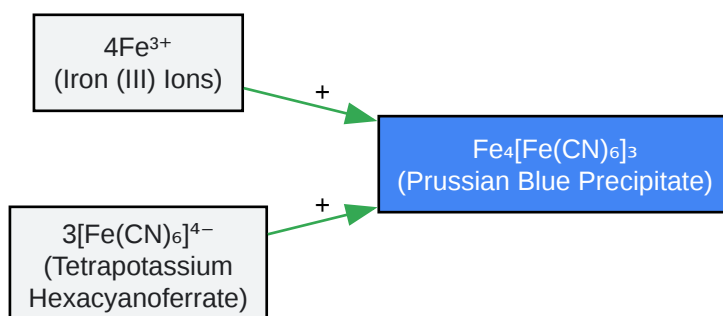 4Fe³⁺
(Iron (III) Ions)
+
Fe₄[Fe(CN)₆]₃
(Prussian Blue Precipitate)
+
3[Fe(CN)₆]⁴⁻
(Tetrapotassium
Hexacyanoferrate)